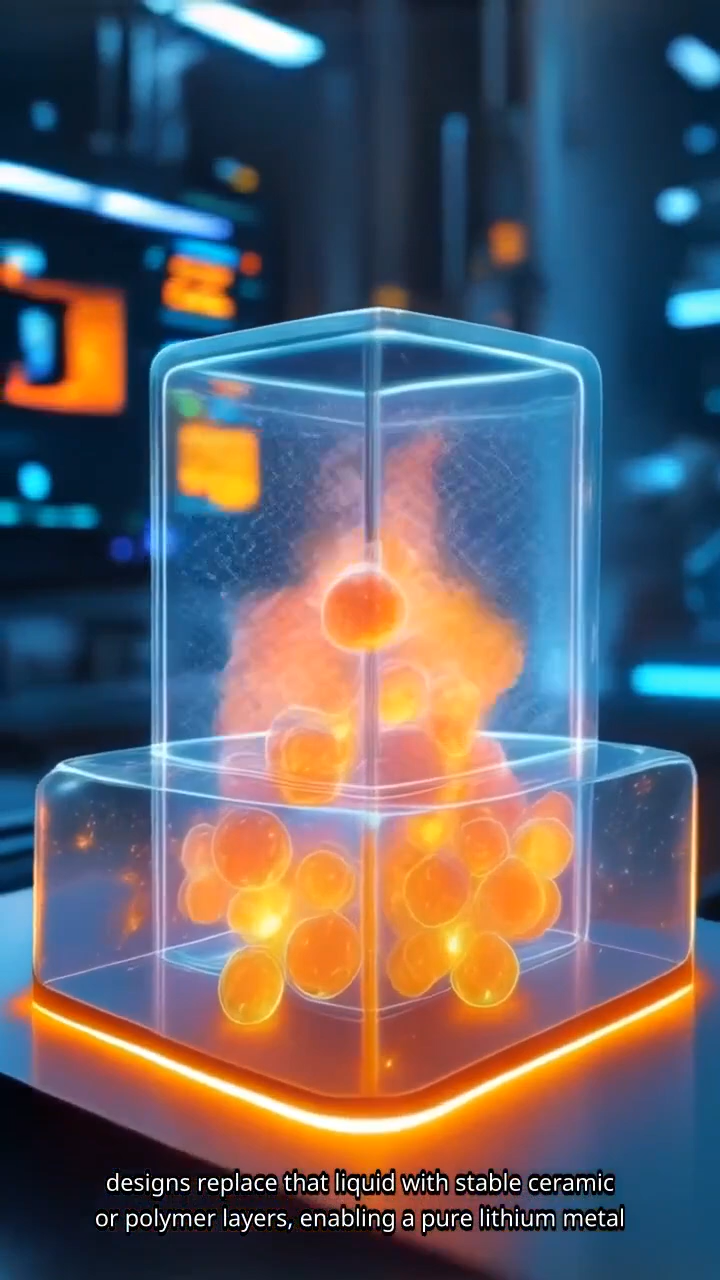 designs replace that liquid with stable ceramic
or polymer layers, enabling a pure lithium metal